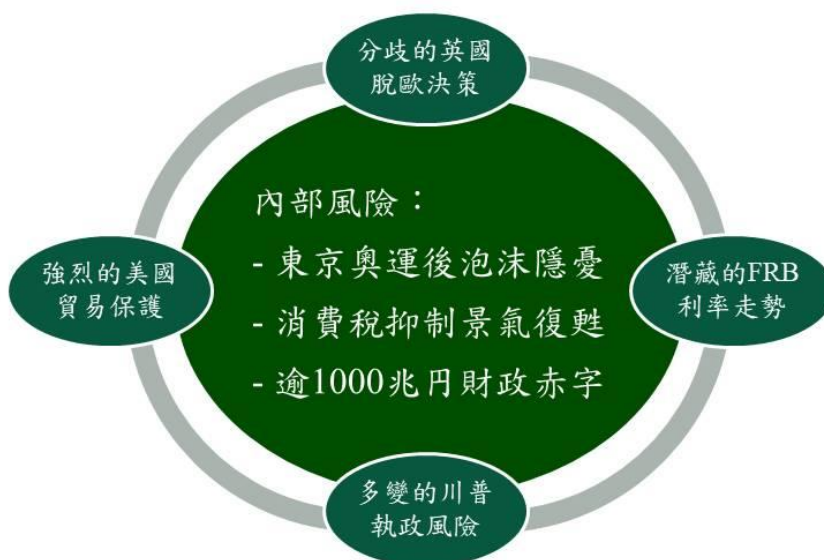 分歧的英國
脫歐決策
內部風險：
- 東京奧運後泡沫隱憂
- 消費稅抑制景氣復甦
- 逾1000兆円財政赤字
強烈的美國
貿易保護
潛藏的FRB
利率走勢
多變的川普
執政風險